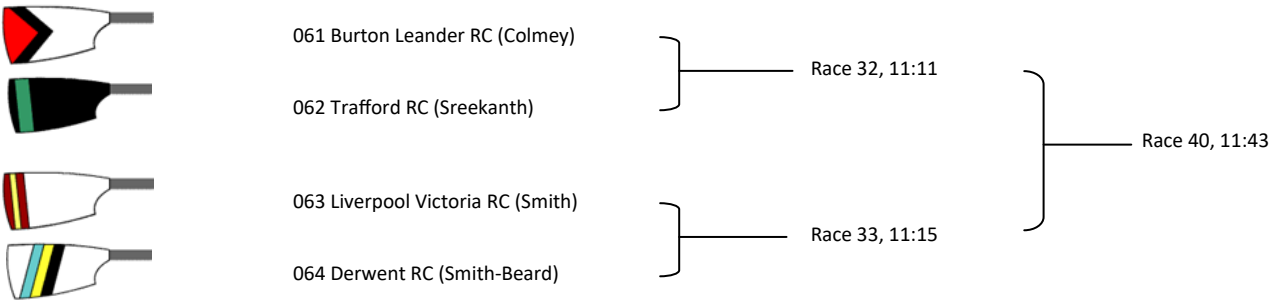 061 Burton Leander RC (Colmey)
Race 32, 11:11
062 Trafford RC (Sreekanth)
Race 40, 11:43
063 Liverpool Victoria RC (Smith)
Race 33, 11:15
064 Derwent RC (Smith-Beard)